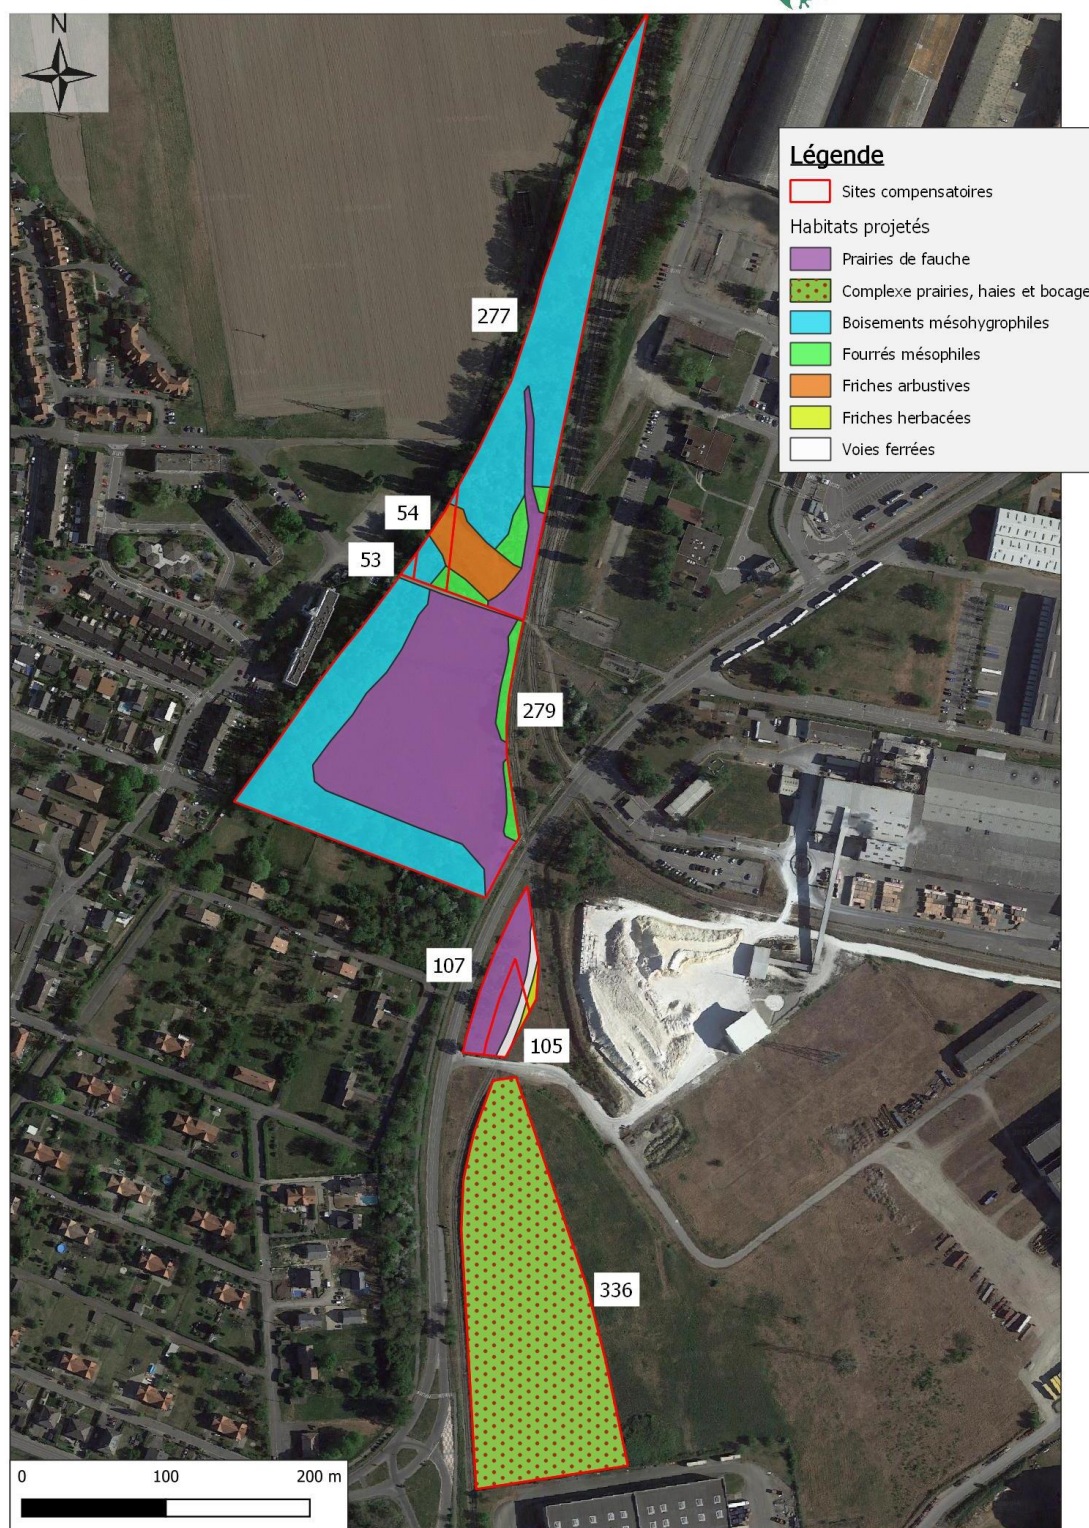 N
Légende
Sites compensatoires
Habitats projetés
Prairies de fauche
Complexe prairies, haies et bocage
Boisements mésohygrophiles
Fourrés mésophiles
Friches arbustives
Friches herbacées
Voies ferrées
277
54
53
279
107
105
336
0 100 200 m